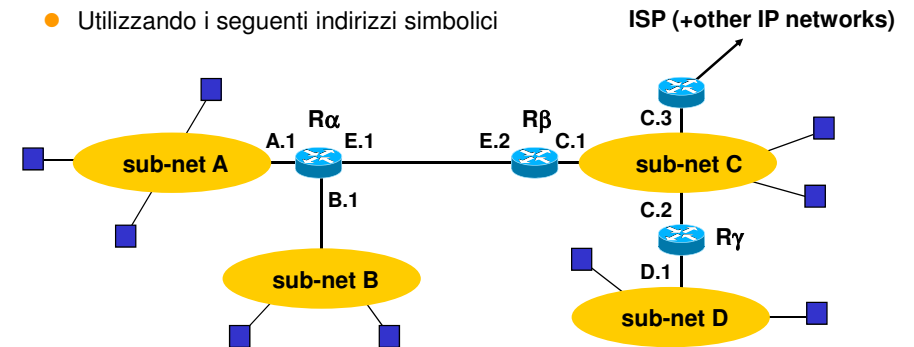 Utilizzando i seguenti indirizzi simbolici
ISP (+other IP networks)
C.3
Rα
Rβ
A.1
E.1
E.2
C.1
sub-net A
sub-net C
B.1
C.2
Rγ
D.1
sub-net B
sub-net D